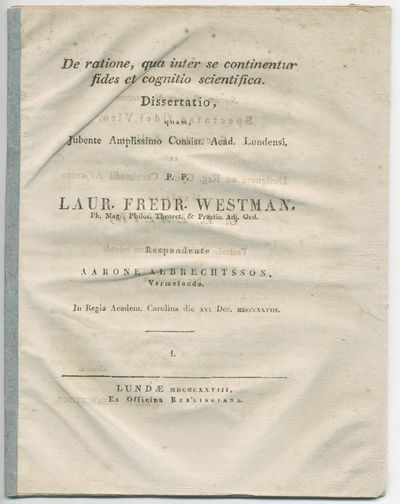 De ratione, qua inter se continentur
fides et cognitio scientifica.
Dissertatio,
quam,
Jubente Amplissimo Consist. Acad. Lundensi,
P. P.
LAUR. FREDR. WESTMAN,
Ph. Mag., Philos. Theoret. & Practic. Adj. Ord.
Respondente
AARONE ALBRECHTSSON,
Vermelando.
In Regia Academ. Carolina die XVI Dec. MDCCCXXVIII.
I.
LUNDÆ MDCCCXXVIII,
Ex Officina BERLINGIANA.